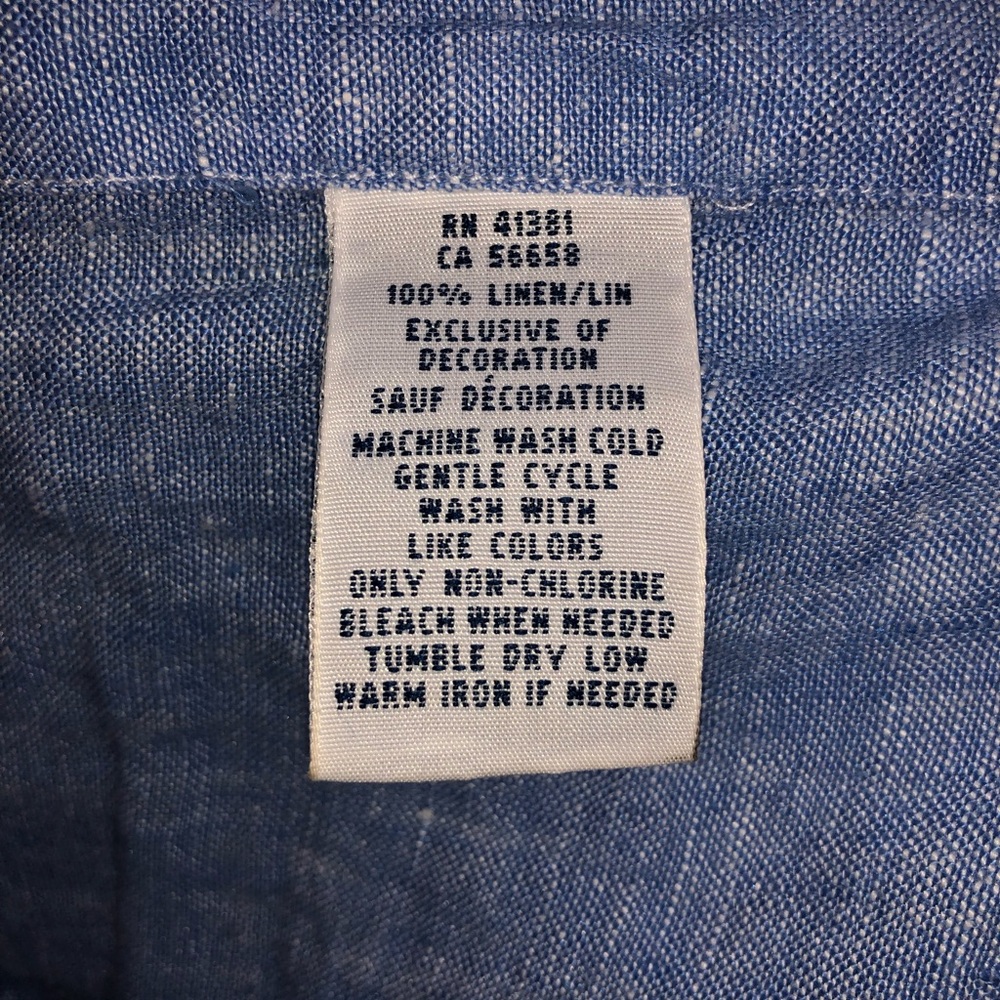 RN 41381
CA 56658
100% LINEN/LIN
EXCLUSIVE OF
DECORATION
SAUF DÉCORATION
MACHINE WASH COLD
GENTLE CYCLE
WASH WITH
LIKE COLORS
ONLY NON-CHLORINE
BLEACH WHEN NEEDED
TUMBLE DRY LOW
WARM IRON IF NEEDED